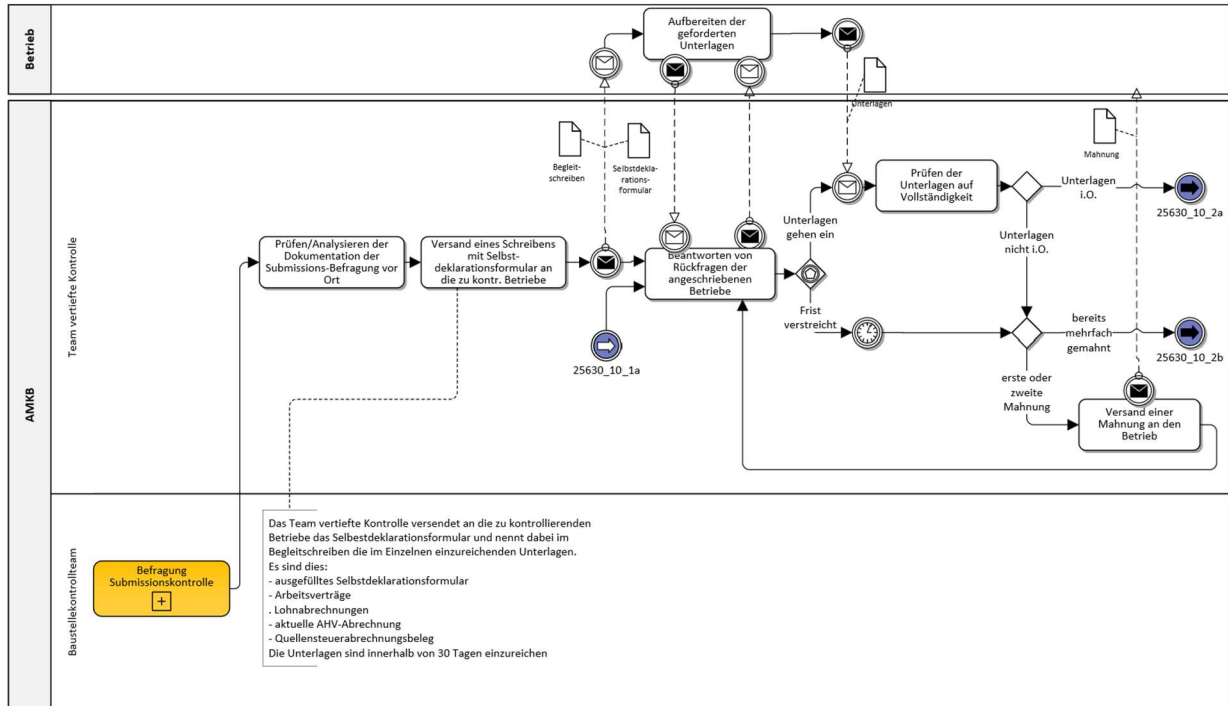 Betrieb
Aufbereiten der
geforderten
Unterlagen
Unterlagen
AMKB
Team vertiefte Kontrolle
Begleit-
schreiben
Selbstdekla-
rations-
formular
Mahnung
Prüfen/Analysieren der
Dokumentation der
Submissions-Befragung vor
Ort
Versand eines Schreibens
mit Selbst-
deklarationsformular an
die zu kontr. Betriebe
Beantworten von
Rückfragen der
angeschriebenen
Betriebe
25630_10_1a
Unterlagen
gehen ein
Frist
verstreicht
Prüfen der
Unterlagen auf
Vollständigkeit
Unterlagen
i.O.
25630_10_2a
Unterlagen
nicht i.O.
bereits
mehrfach
gemahnt
25630_10_2b
erste oder
zweite
Mahnung
Versand einer
Mahnung an den
Betrieb
Baustellekontrollteam
Befragung
Submissionskontrolle
Das Team vertiefte Kontrolle versendet an die zu kontrollierenden
Betriebe das Selbestdeklarationsformular und nennt dabei im
Begleitschreiben die im Einzelnen einzureichenden Unterlagen.
Es sind dies:
- ausgefülltes Selbstdeklarationsformular
- Arbeitsverträge
. Lohnabrechnungen
- aktuelle AHV-Abrechnung
- Quellensteuerabrechnungsbeleg
Die Unterlagen sind innerhalb von 30 Tagen einzureichen